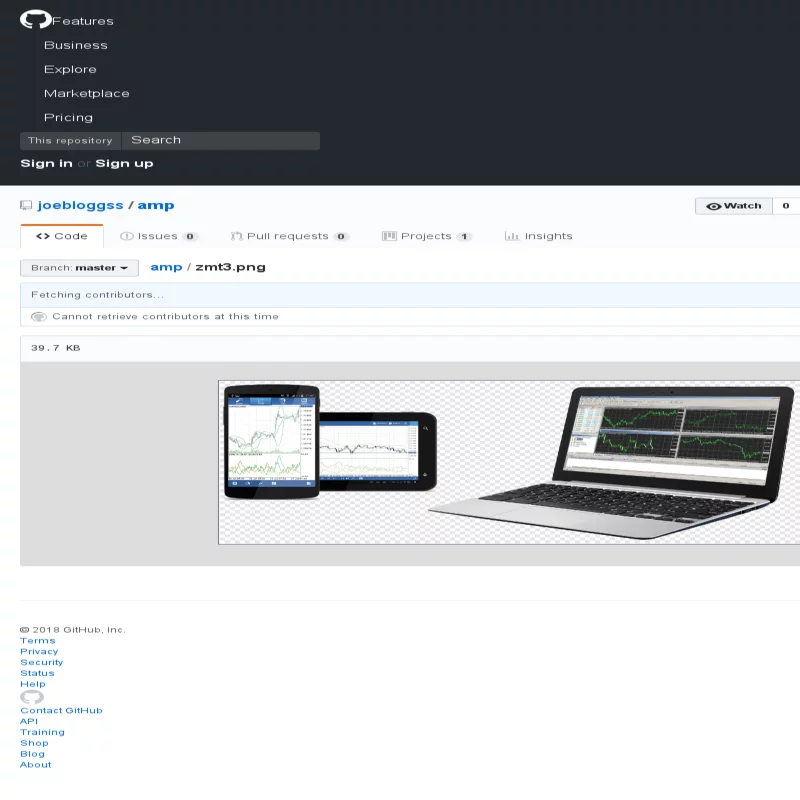 Features
Business
Explore
Marketplace
Pricing
This repository Search
Sign in or Sign up
joebloggss / amp
Watch 0
Code Issues 0 Pull requests 0 Projects 1 Insights
Branch: master amp / zmt3.png
Fetching contributors...
Cannot retrieve contributors at this time
39.7 KB
© 2018 GitHub, Inc.
Terms
Privacy
Security
Status
Help
Contact GitHub
API
Training
Shop
Blog
About